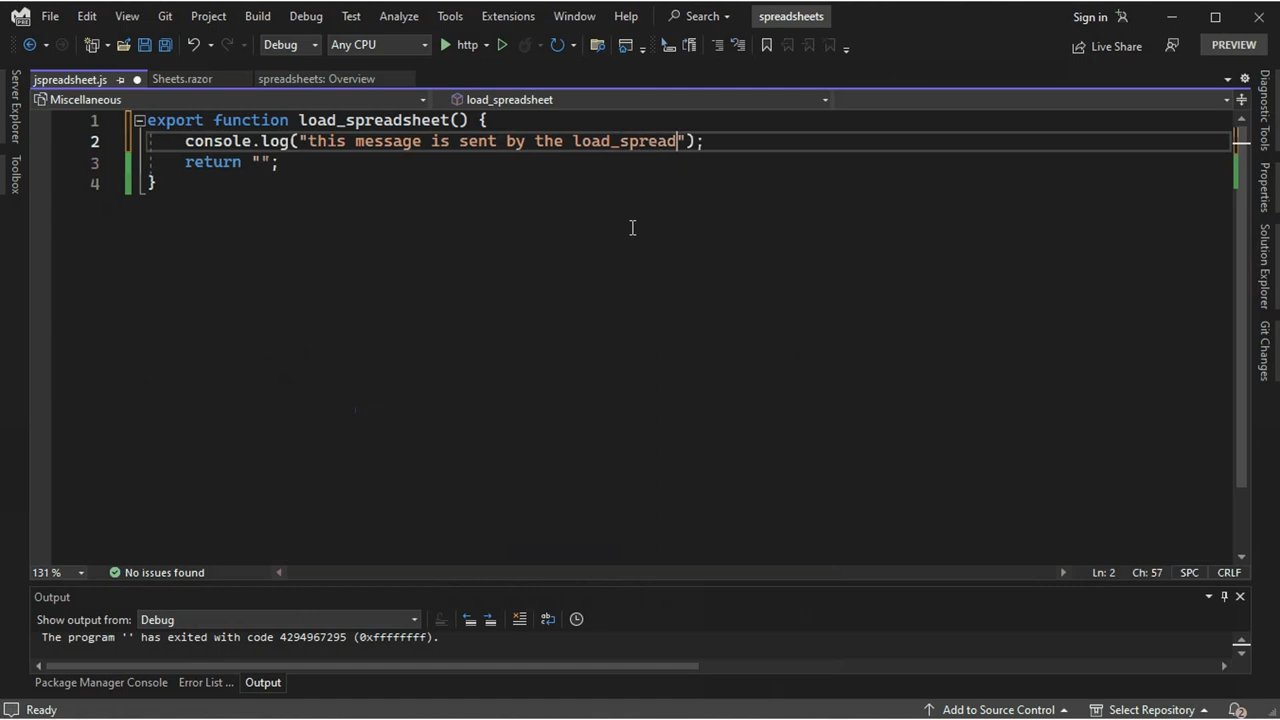 File Edit View Git Project Build Debug Test Analyze Tools Extensions Window Help Search spreadsheets Sign in
Debug Any CPU http Live Share PREVIEW
jspreadsheet.js Sheets.razor spreadsheets: Overview
Miscellaneous load_spreadsheet
1 export function load_spreadsheet() {
2 console.log("this message is sent by the load_spread");
3 return "";
4 }
Server Explorer
Toolbox
Diagnostic Tools
Properties
Solution Explorer
Git Changes
131 % No issues found Ln: 2 Ch: 57 SPC CRLF
Output
Show output from: Debug
The program '' has exited with code 4294967295 (0xffffffff).
Package Manager Console Error List ... Output
Ready Add to Source Control Select Repository 2